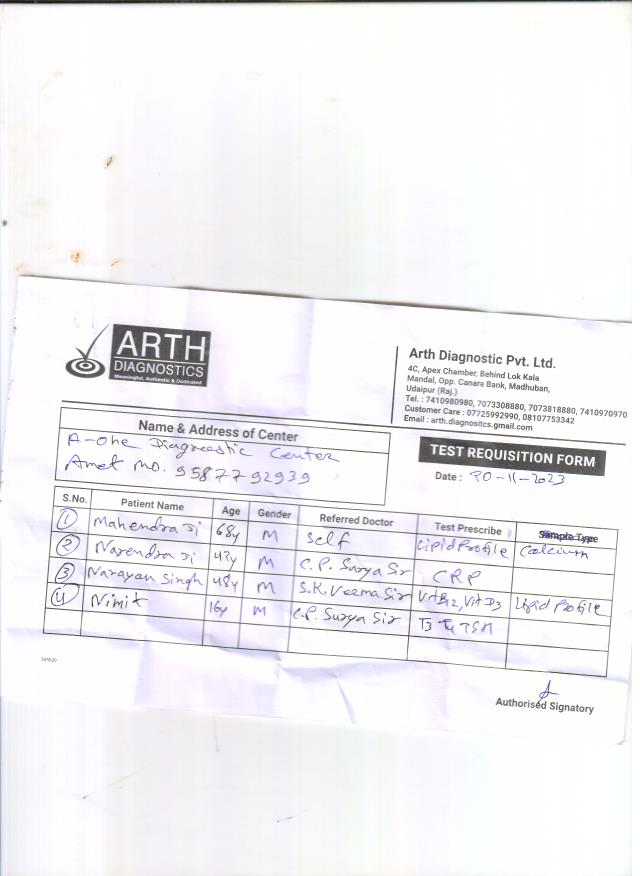 ARTH
DIAGNOSTICS
Meaningful, Authentic & Dedicated
Arth Diagnostic Pvt. Ltd.
4C, Apex Chamber, Behind Lok Kala
Mandal, Opp. Canara Bank, Madhuban,
Udaipur (Raj.)
Tel. : 7410980980, 7073308880, 7073818880, 7410970970
Customer Care : 07725992990, 08107753342
Email : arth.diagnositcs.gmail.com
Name & Address of Center
A-one Diagnostic Center
Amet mo. 9587792939
TEST REQUISITION FORM
Date : 20-11-2023
S.No. Patient Name Age Gender Referred Doctor Test Prescribe Sample Type
1 Mahendra Ji 68y M Self Lipid Profile Calcium
2 Narendra Ji 43y M C.P. Surya Sir CRP
3 Narayan Singh 48y M S.K. Veema Sir Vit B12, Vit D3 Lipid Profile
4 Nimit 16y M C.P. Surya Sir T3 T4 TSH
5478-20
Authorised Signatory